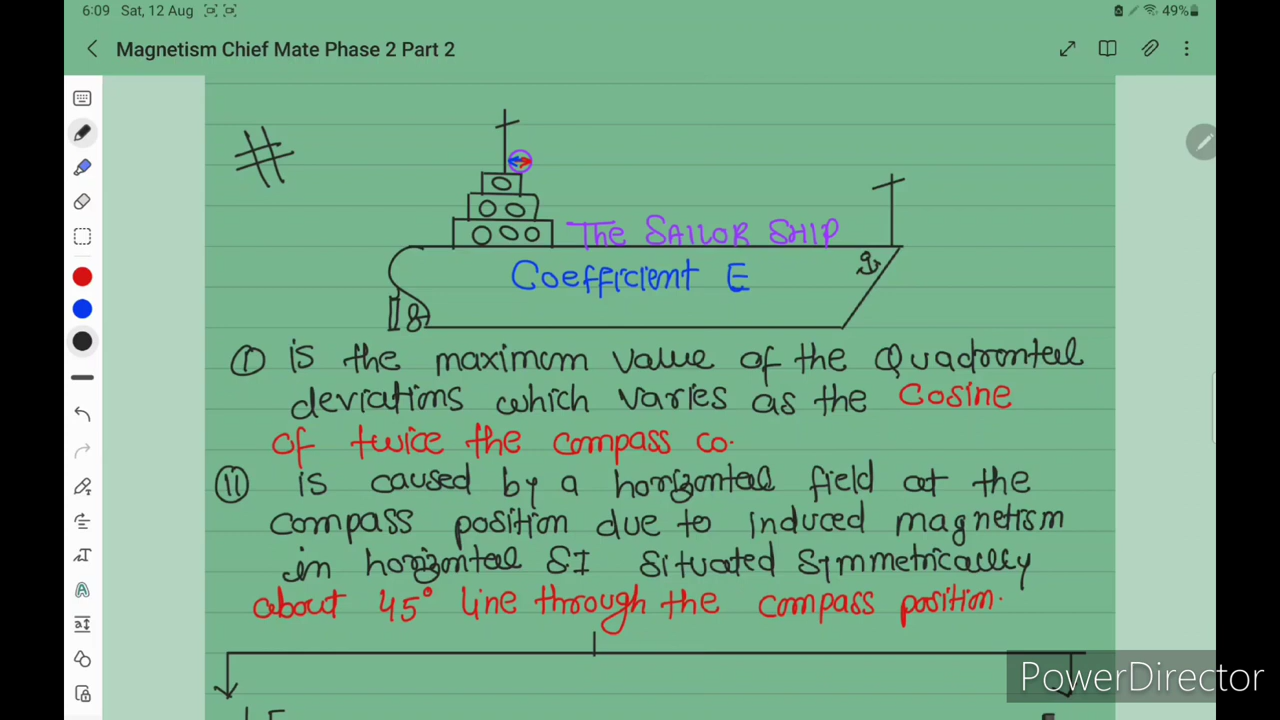 6:09 Sat, 12 Aug
49%
Magnetism Chief Mate Phase 2 Part 2
#
The SAILOR SHIP
Coefficient E
(I) is the maximum value of the Quadrontal
deviations which varies as the Cosine
of twice the compass co.
(II) is caused by a horizontal field at the
compass position due to induced magnetism
in horizontal SI Situated Symmetrically
about 45° line through the compass position.
PowerDirector